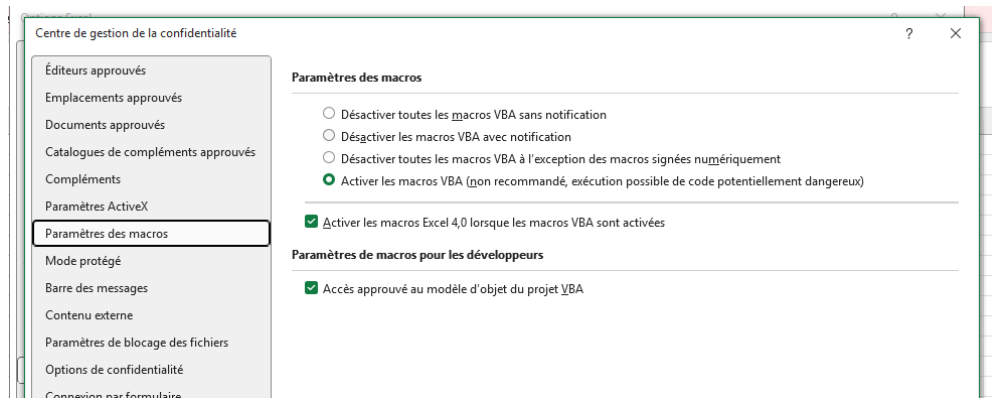 Centre de gestion de la confidentialité
?
Éditeurs approuvés
Emplacements approuvés
Documents approuvés
Catalogues de compléments approuvés
Compléments
Paramètres ActiveX
Paramètres des macros
Mode protégé
Barre des messages
Contenu externe
Paramètres de blocage des fichiers
Options de confidentialité
Connexion par formulaire
Paramètres des macros
Désactiver toutes les macros VBA sans notification
Désactiver les macros VBA avec notification
Désactiver toutes les macros VBA à l'exception des macros signées numériquement
Activer les macros VBA (non recommandé, exécution possible de code potentiellement dangereux)
Activer les macros Excel 4,0 lorsque les macros VBA sont activées
Paramètres de macros pour les développeurs
Accès approuvé au modèle d'objet du projet VBA